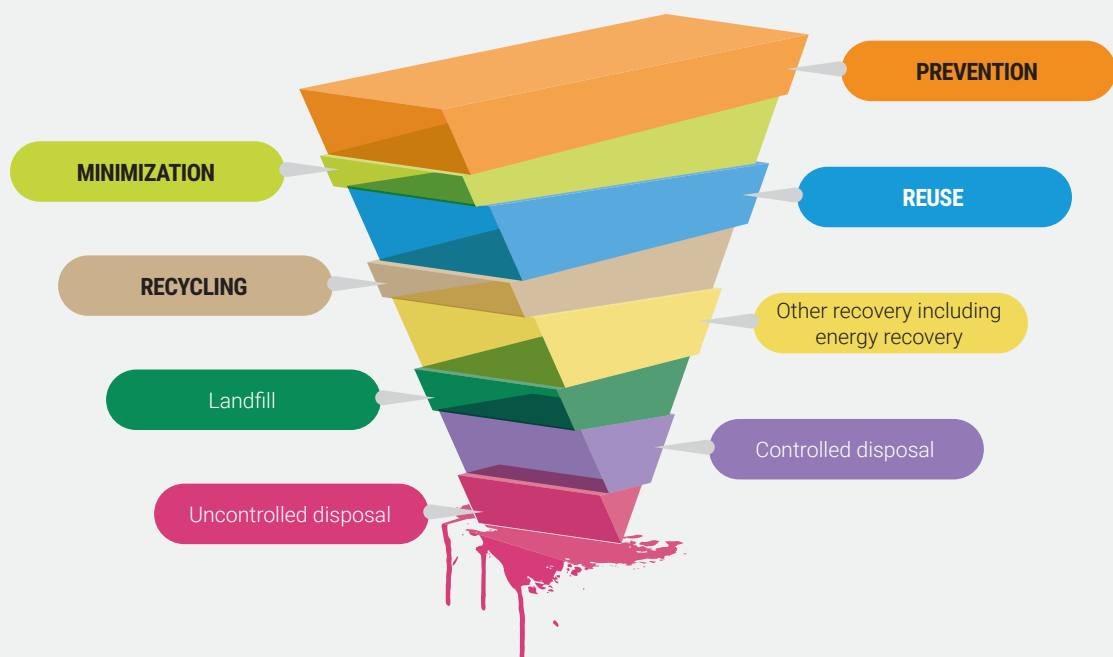 PREVENTION
MINIMIZATION
REUSE
RECYCLING
Other recovery including
energy recovery
Landfill
Controlled disposal
Uncontrolled disposal